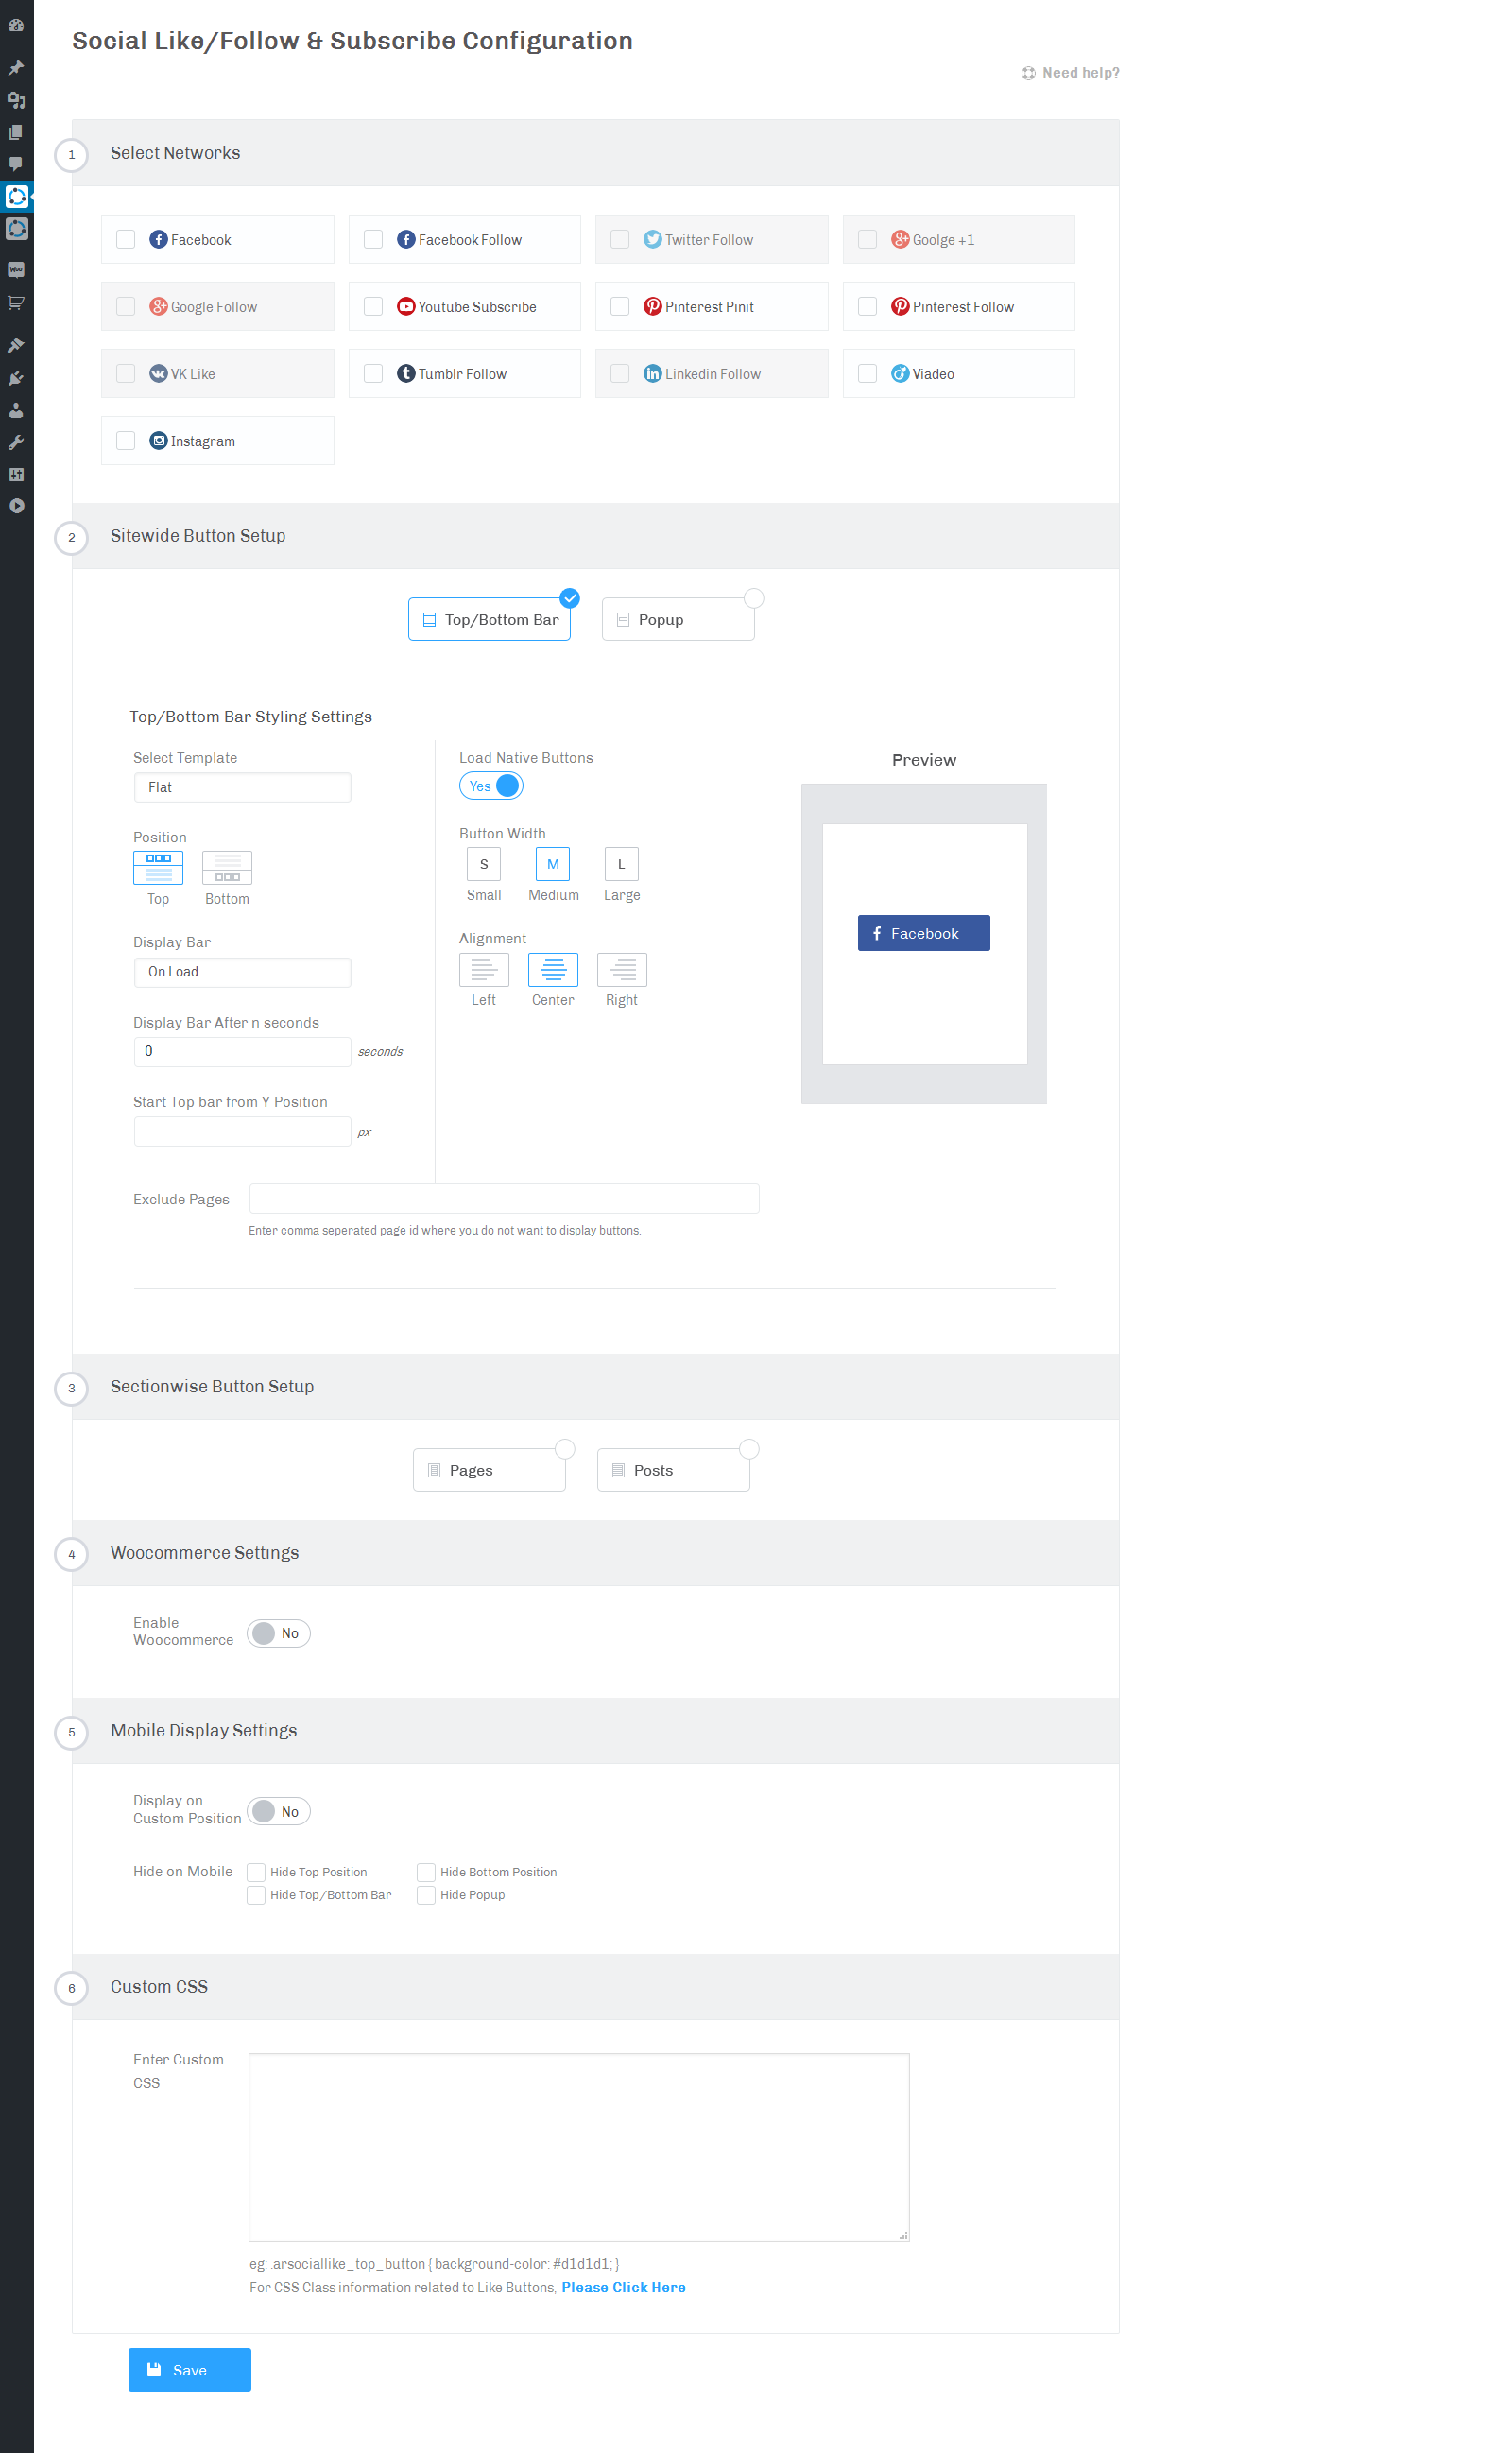 Social Like/Follow & Subscribe Configuration
Need help?
1 Select Networks
Facebook
Facebook Follow
Twitter Follow
Goolge +1
Google Follow
Youtube Subscribe
Pinterest Pinit
Pinterest Follow
VK Like
Tumblr Follow
Linkedin Follow
Viadeo
Instagram
2 Sitewide Button Setup
Top/Bottom Bar
Popup
Top/Bottom Bar Styling Settings
Select Template
Flat
Position
Top
Bottom
Display Bar
On Load
Display Bar After n seconds
0 seconds
Start Top bar from Y Position
px
Load Native Buttons
Yes
Button Width
S
M
L
Small
Medium
Large
Alignment
Left
Center
Right
Preview
Facebook
Exclude Pages
Enter comma seperated page id where you do not want to display buttons.
3 Sectionwise Button Setup
Pages
Posts
4 Woocommerce Settings
Enable
Woocommerce
No
5 Mobile Display Settings
Display on
Custom Position
No
Hide on Mobile
Hide Top Position
Hide Bottom Position
Hide Top/Bottom Bar
Hide Popup
6 Custom CSS
Enter Custom
CSS
eg: .arsociallike_top_button { background-color: #d1d1d1; }
For CSS Class information related to Like Buttons, Please Click Here
Save